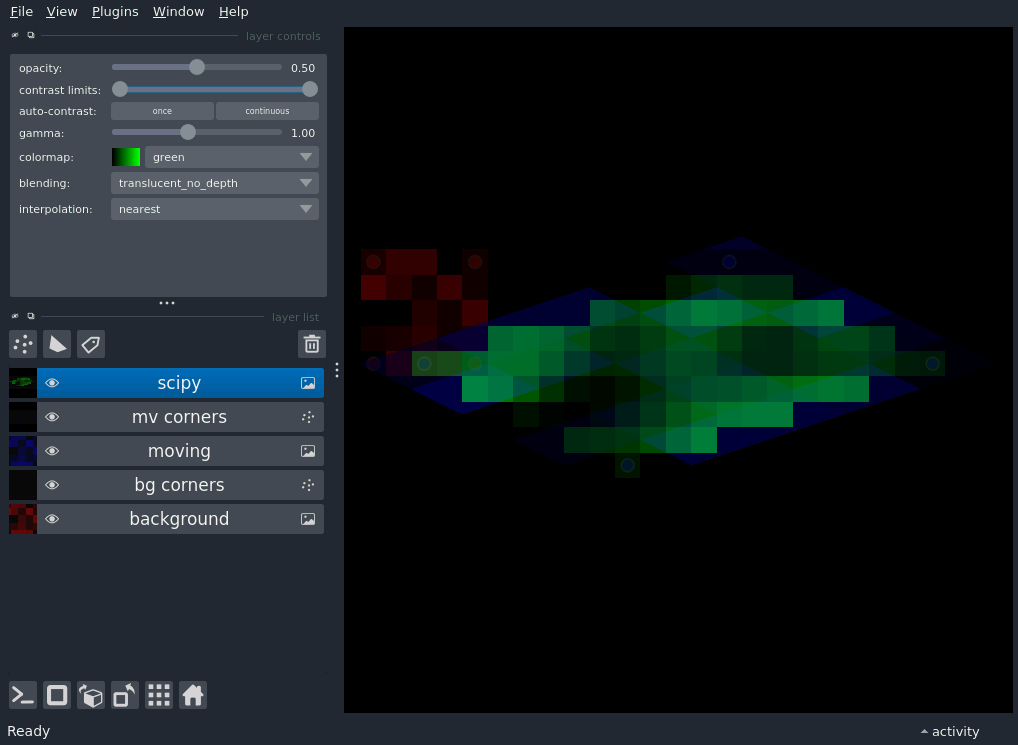 File View Plugins Window Help
layer controls
opacity: 0.50
contrast limits:
auto-contrast: once continuous
gamma: 1.00
colormap: green
blending: translucent_no_depth
interpolation: nearest
layer list
scipy
mv corners
moving
bg corners
background
Ready activity